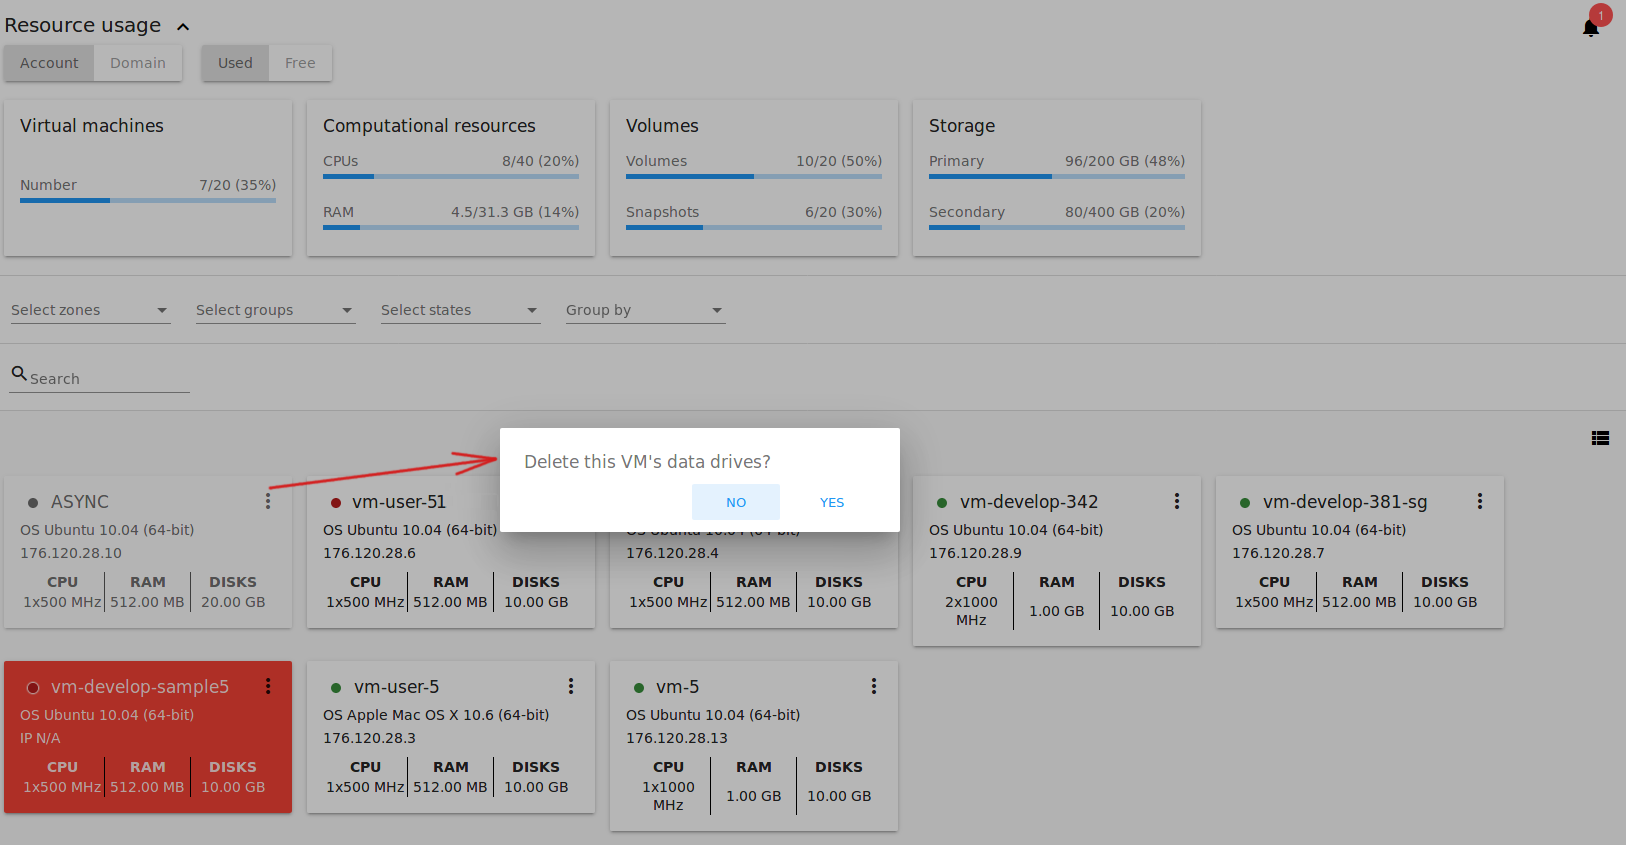 Resource usage
1
Account Domain Used Free
Virtual machines
Number 7/20 (35%)
Computational resources
CPUs 8/40 (20%)
RAM 4.5/31.3 GB (14%)
Volumes
Volumes 10/20 (50%)
Snapshots 6/20 (30%)
Storage
Primary 96/200 GB (48%)
Secondary 80/400 GB (20%)
Select zones Select groups Select states Group by
Search
Delete this VM's data drives?
NO YES
ASYNC
OS Ubuntu 10.04 (64-bit)
176.120.28.10
CPU RAM DISKS
1x500 MHz 512.00 MB 20.00 GB
vm-user-51
OS Ubuntu 10.04 (64-bit)
176.120.28.6
CPU RAM DISKS
1x500 MHz 512.00 MB 10.00 GB
OS Ubuntu 10.04 (64-bit)
176.120.28.4
CPU RAM DISKS
1x500 MHz 512.00 MB 10.00 GB
vm-develop-342
OS Ubuntu 10.04 (64-bit)
176.120.28.9
CPU RAM DISKS
2x1000 MHz 1.00 GB 10.00 GB
vm-develop-381-sg
OS Ubuntu 10.04 (64-bit)
176.120.28.7
CPU RAM DISKS
1x500 MHz 512.00 MB 10.00 GB
vm-develop-sample5
OS Ubuntu 10.04 (64-bit)
IP N/A
CPU RAM DISKS
1x500 MHz 512.00 MB 10.00 GB
vm-user-5
OS Apple Mac OS X 10.6 (64-bit)
176.120.28.3
CPU RAM DISKS
1x500 MHz 512.00 MB 10.00 GB
vm-5
OS Ubuntu 10.04 (64-bit)
176.120.28.13
CPU RAM DISKS
1x1000 MHz 1.00 GB 10.00 GB